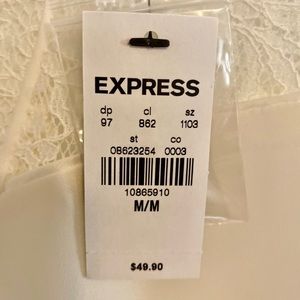 EXPRESS
dp cl sz
97 862 1103
st co
08623254 0003
10865910
M/M
$49.90